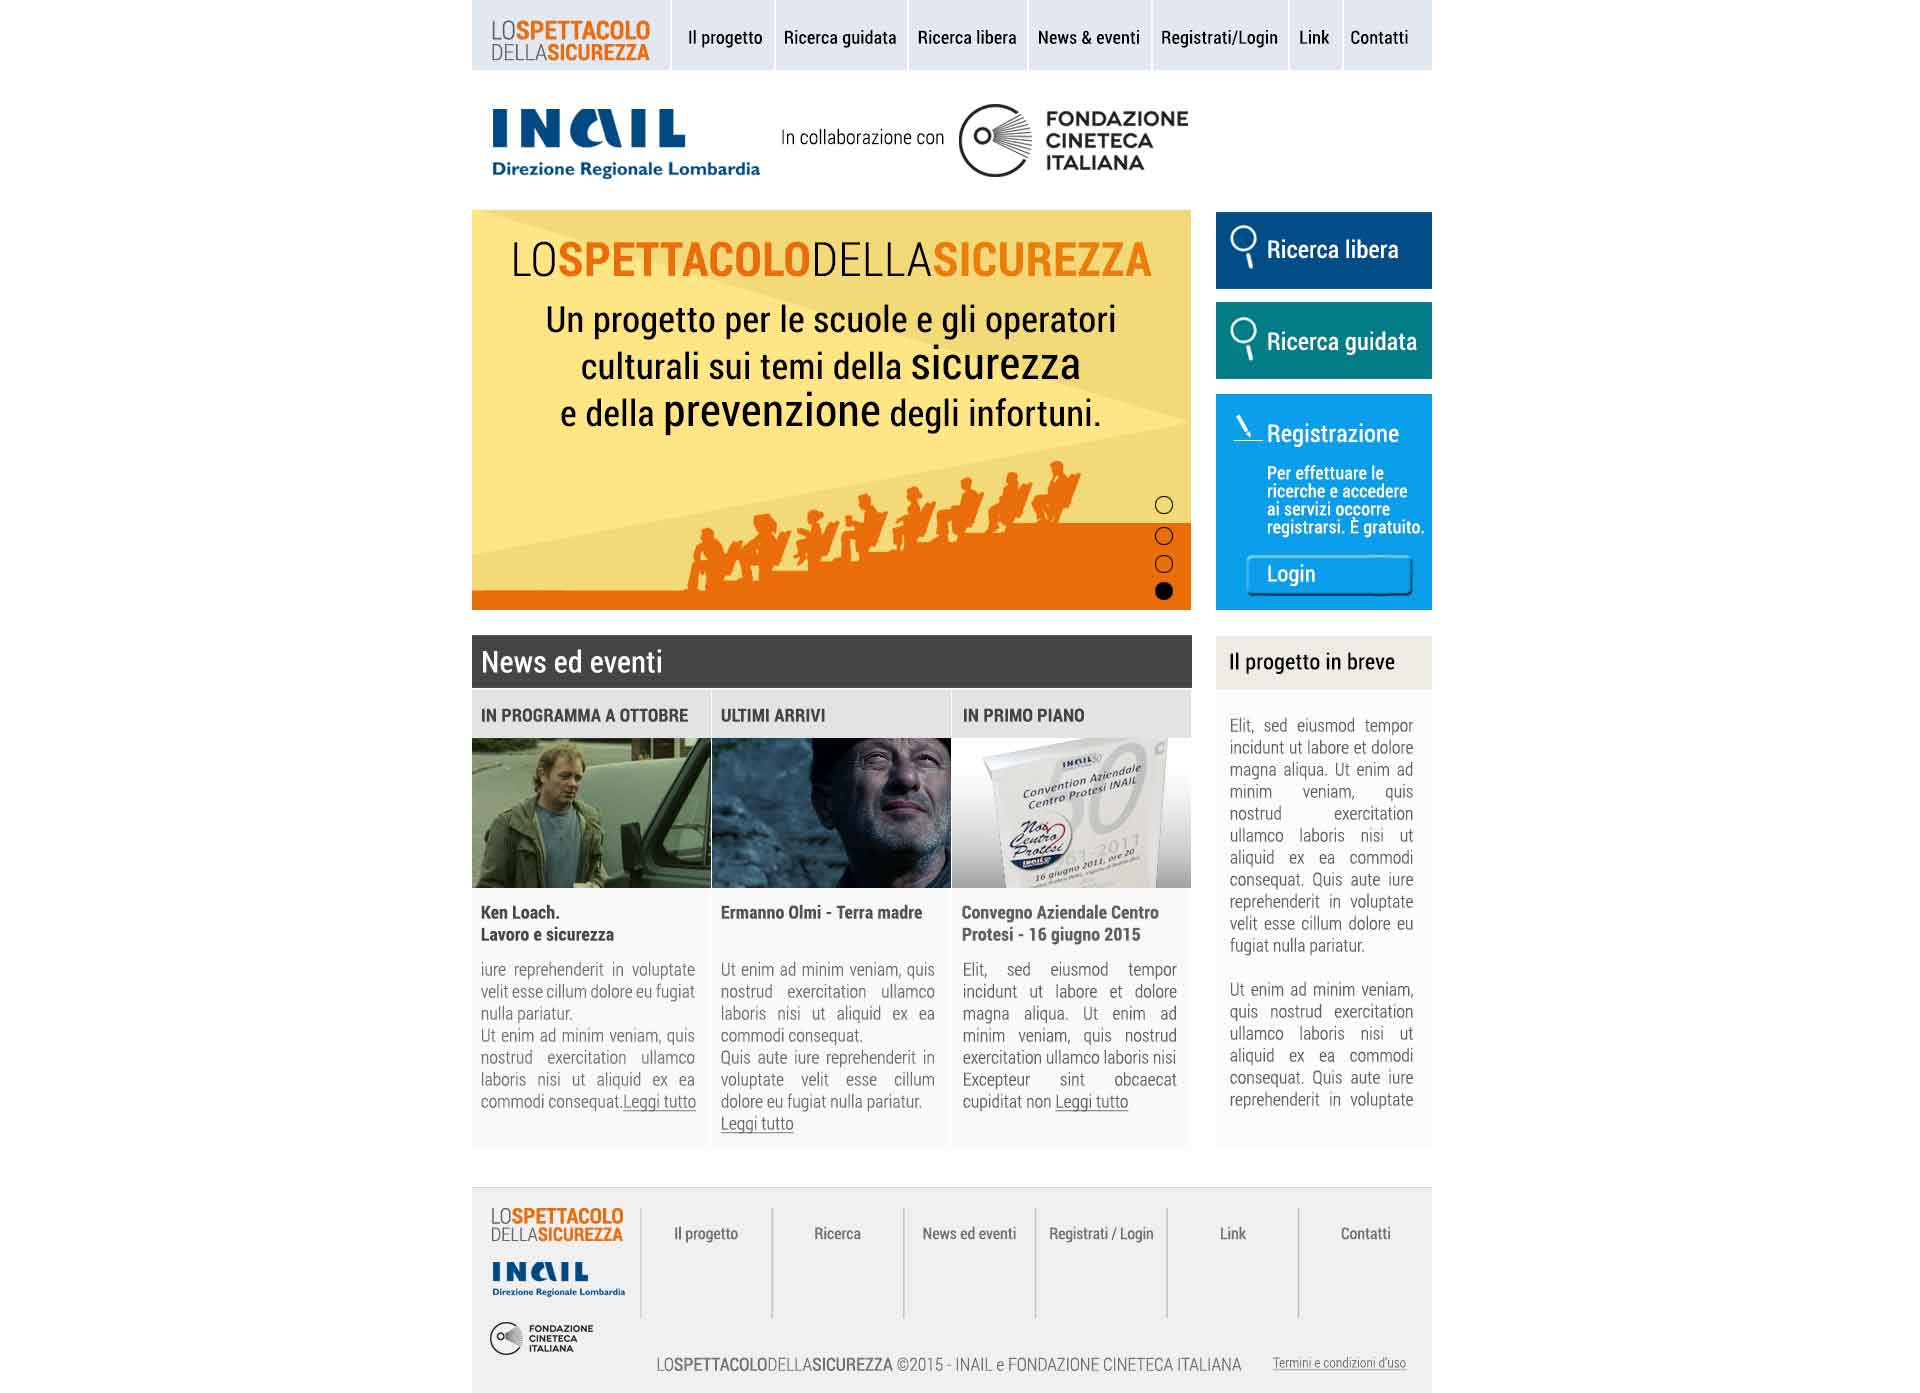 LOSPETTACOLO
DELLASICUREZZA
Il progetto
Ricerca guidata
Ricerca libera
News & eventi
Registrati/Login
Link
Contatti
INAIL
Direzione Regionale Lombardia
In collaborazione con
FONDAZIONE
CINETECA
ITALIANA
LOSPETTACOLODELLASICUREZZA
Un progetto per le scuole e gli operatori
culturali sui temi della sicurezza
e della prevenzione degli infortuni.
Ricerca libera
Ricerca guidata
Registrazione
Per effettuare le
ricerche e accedere
ai servizi occorre
registrarsi. È gratuito.
Login
News ed eventi
IN PROGRAMMA A OTTOBRE
Ken Loach.
Lavoro e sicurezza
iure reprehenderit in voluptate
velit esse cillum dolore eu fugiat
nulla pariatur.
Ut enim ad minim veniam, quis
nostrud exercitation ullamco
laboris nisi ut aliquid ex ea
commodi consequat.Leggi tutto
ULTIMI ARRIVI
Ermanno Olmi - Terra madre
Ut enim ad minim veniam, quis
nostrud exercitation ullamco
laboris nisi ut aliquid ex ea
commodi consequat.
Quis aute iure reprehenderit in
voluptate velit esse cillum
dolore eu fugiat nulla pariatur.
Leggi tutto
IN PRIMO PIANO
INAIL
50
Convention Aziendale
Centro Protesi INAIL
Noi
Centro
Protesi
INAIL
61-2011
16 giugno 2011, ore 20
Convegno Aziendale Centro
Protesi - 16 giugno 2015
Elit, sed eiusmod tempor
incidunt ut labore et dolore
magna aliqua. Ut enim ad
minim veniam, quis nostrud
exercitation ullamco laboris nisi
Excepteur sint obcaecat
cupiditat non Leggi tutto
Il progetto in breve
Elit, sed eiusmod tempor
incidunt ut labore et dolore
magna aliqua. Ut enim ad
minim veniam, quis
nostrud exercitation
ullamco laboris nisi ut
aliquid ex ea commodi
consequat. Quis aute iure
reprehenderit in voluptate
velit esse cillum dolore eu
fugiat nulla pariatur.
Ut enim ad minim veniam,
quis nostrud exercitation
ullamco laboris nisi ut
aliquid ex ea commodi
consequat. Quis aute iure
reprehenderit in voluptate
LOSPETTACOLO
DELLASICUREZZA
INAIL
Direzione Regionale Lombardia
FONDAZIONE
CINETECA
ITALIANA
Il progetto
Ricerca
News ed eventi
Registrati / Login
Link
Contatti
LOSPETTACOLODELLASICUREZZA ©2015 - INAIL e FONDAZIONE CINETECA ITALIANA
Termini e condizioni d'uso